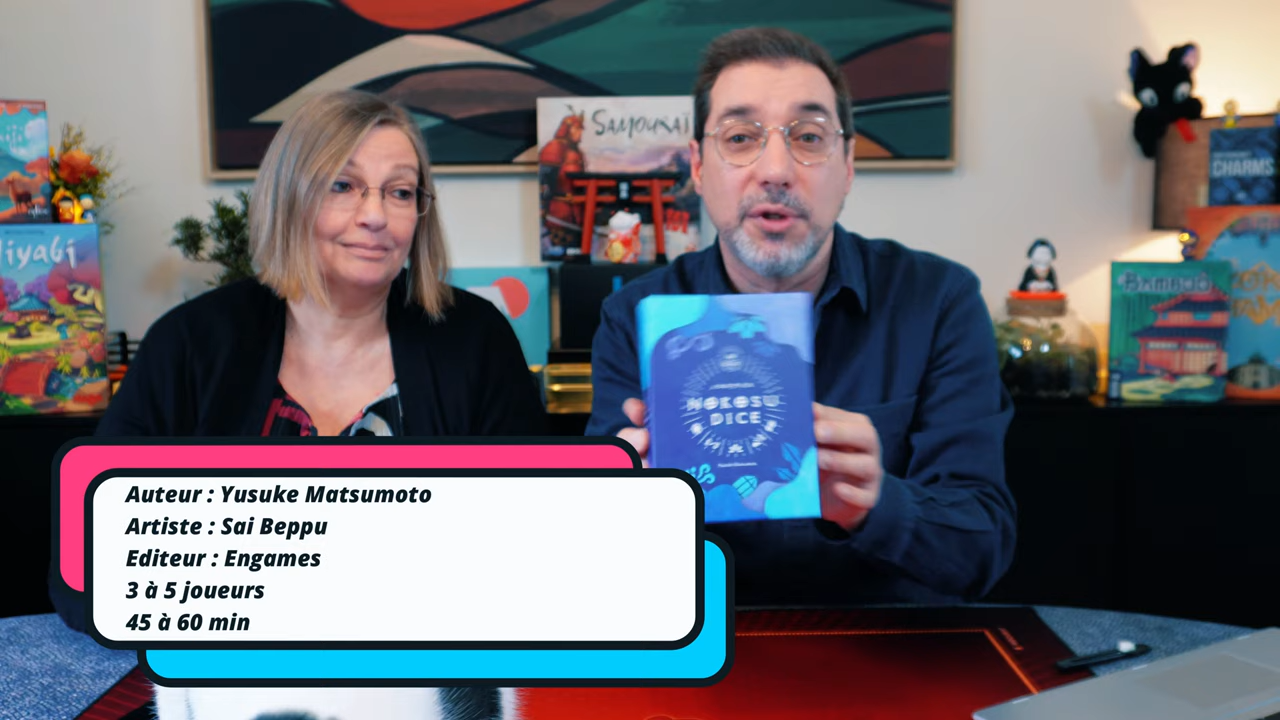 SAMOURAÏ
CHARMS
Miyabi
BAMBOO
NOKOSU
DICE
Auteur : Yusuke Matsumoto
Artiste : Sai Beppu
Editeur : Engames
3 à 5 joueurs
45 à 60 min